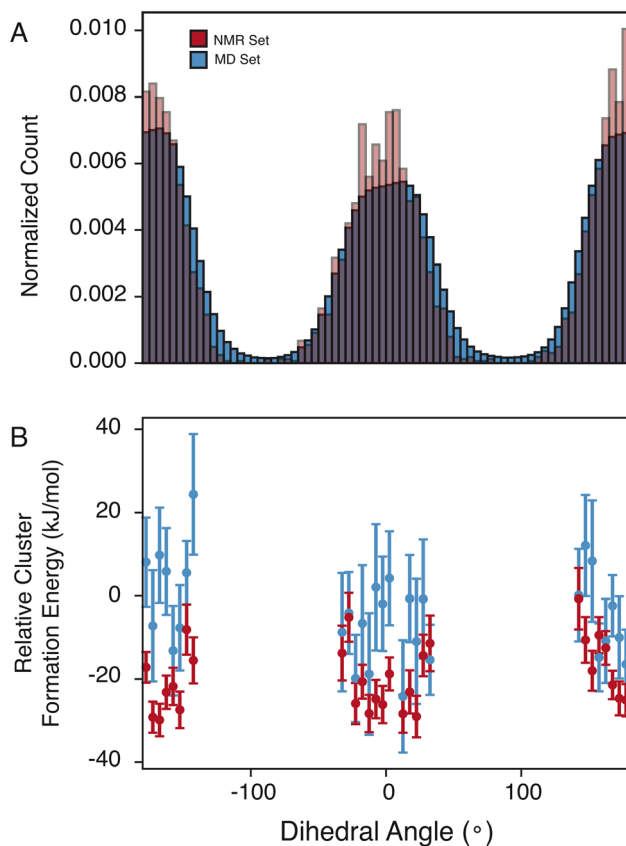 A
NMR Set
MD Set
Normalized Count
0.010
0.008
0.006
0.004
0.002
0.000
B
Relative Cluster
Formation Energy (kJ/mol)
40
20
0
-20
-40
-100
0
100
Dihedral Angle (°)